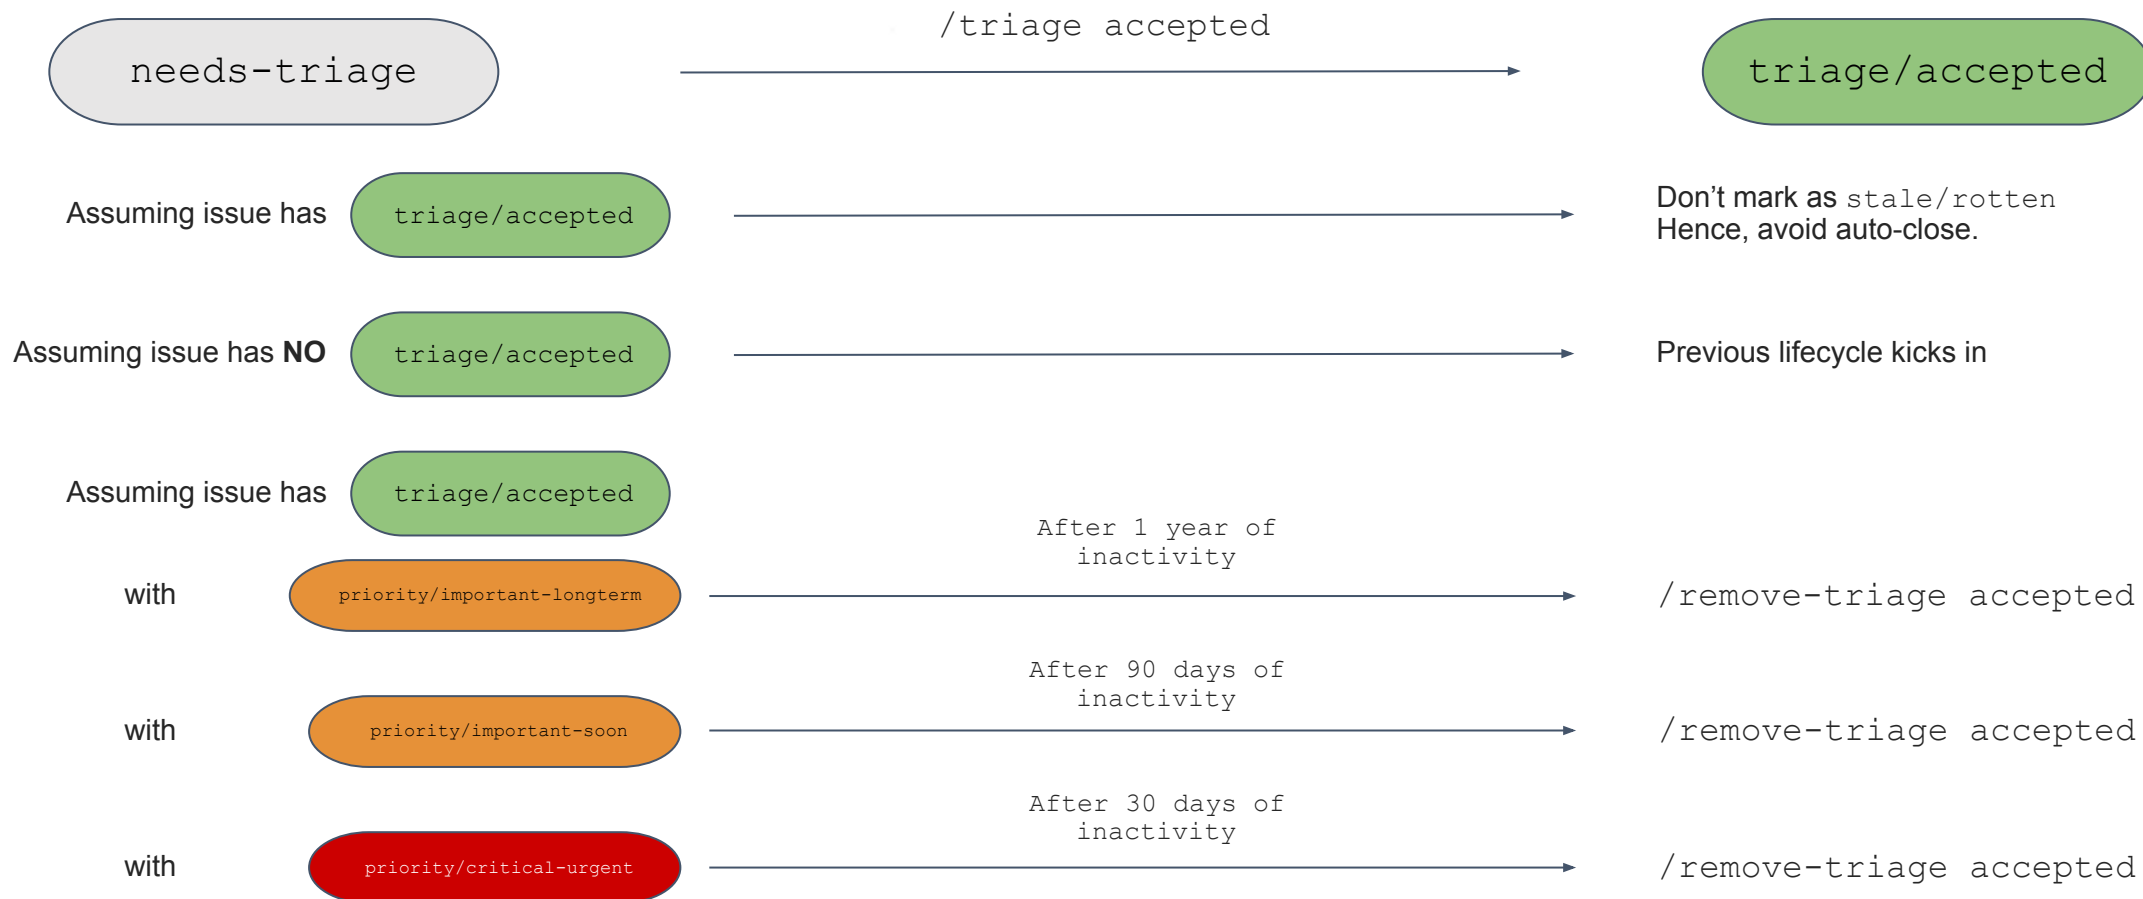 /triage accepted
needs-triage
triage/accepted
Assuming issue has
triage/accepted
Don’t mark as stale/rotten
Hence, avoid auto-close.
Assuming issue has NO
triage/accepted
Previous lifecycle kicks in
Assuming issue has
triage/accepted
After 1 year of
inactivity
with
priority/important-longterm
/remove-triage accepted
After 90 days of
inactivity
with
priority/important-soon
/remove-triage accepted
After 30 days of
inactivity
with
priority/critical-urgent
/remove-triage accepted